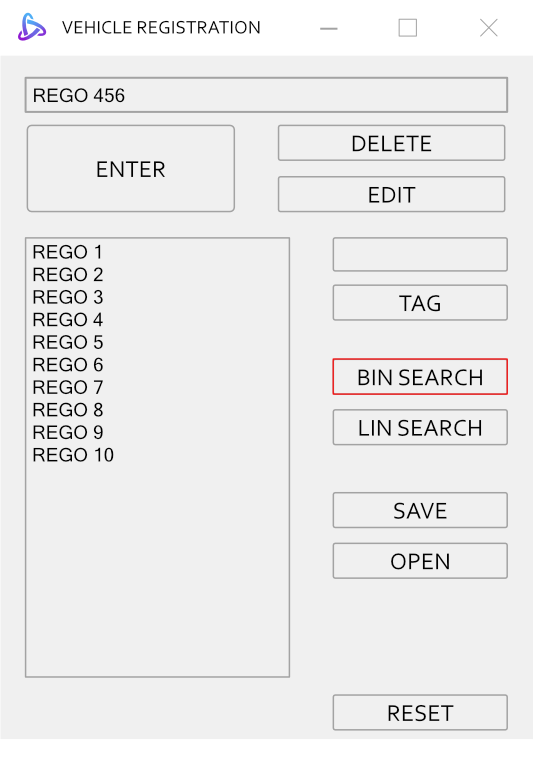 VEHICLE REGISTRATION
REGO 456
ENTER
DELETE
EDIT
REGO 1
REGO 2
REGO 3
REGO 4
REGO 5
REGO 6
REGO 7
REGO 8
REGO 9
REGO 10
TAG
BIN SEARCH
LIN SEARCH
SAVE
OPEN
RESET